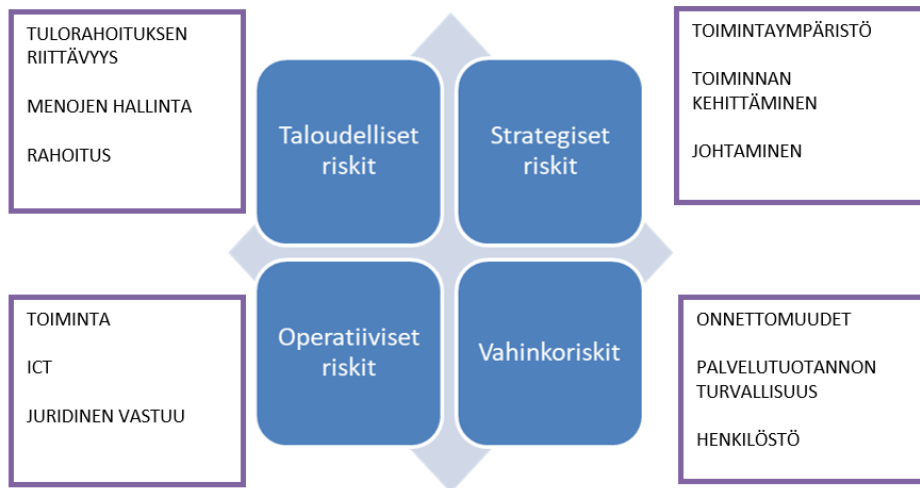 TULORAHOITUKSEN
RIITTÄVYYS
MENOJEN HALLINTA
RAHOITUS
Taloudelliset
riskit
Strategiset
riskit
TOIMINTAYMPÄRISTÖ
TOIMINNAN
KEHITTÄMINEN
JOHTAMINEN
TOIMINTA
ICT
JURIDINEN VASTUU
Operatiiviset
riskit
Vahinkoriskit
ONNETTOMUUDET
PALVELUTUOTANNON
TURVALLISUUS
HENKILÖSTÖ